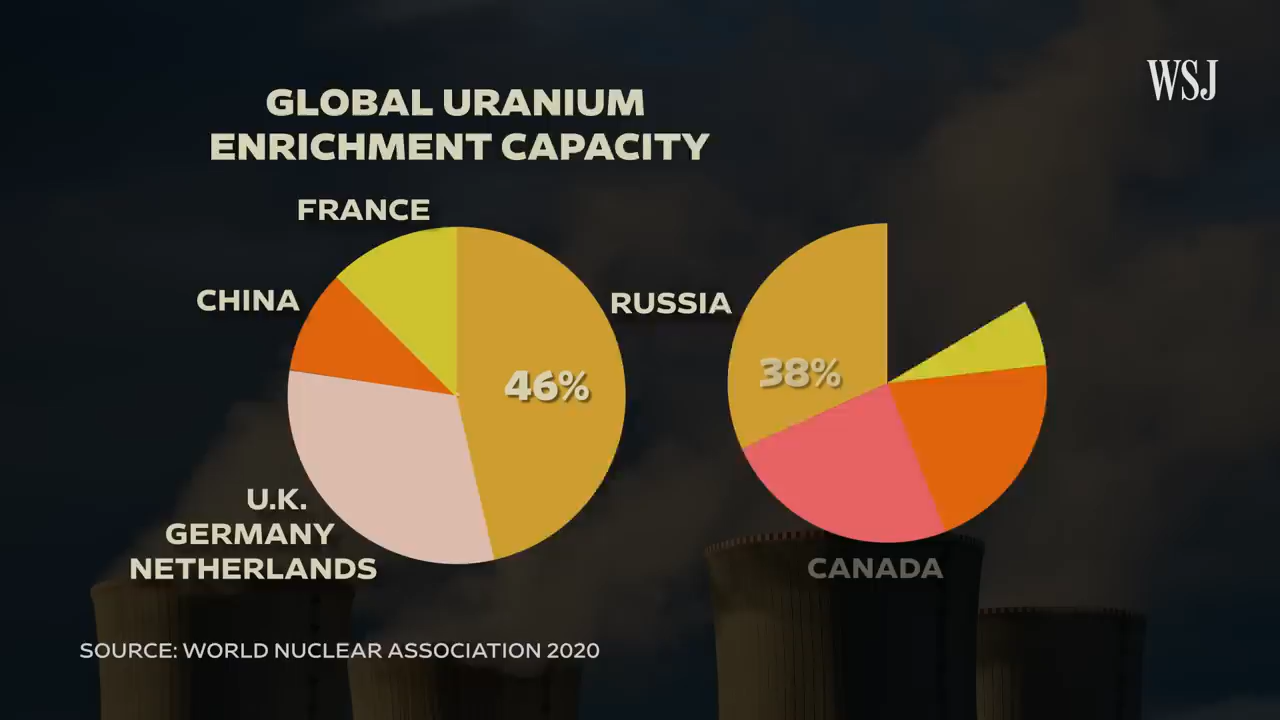 WSJ
GLOBAL URANIUM
ENRICHMENT CAPACITY
FRANCE
CHINA
RUSSIA
46%
38%
U.K.
GERMANY
NETHERLANDS
CANADA
SOURCE: WORLD NUCLEAR ASSOCIATION 2020